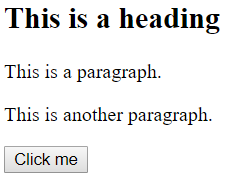 This is a heading
This is a paragraph.
This is another paragraph.
Click me